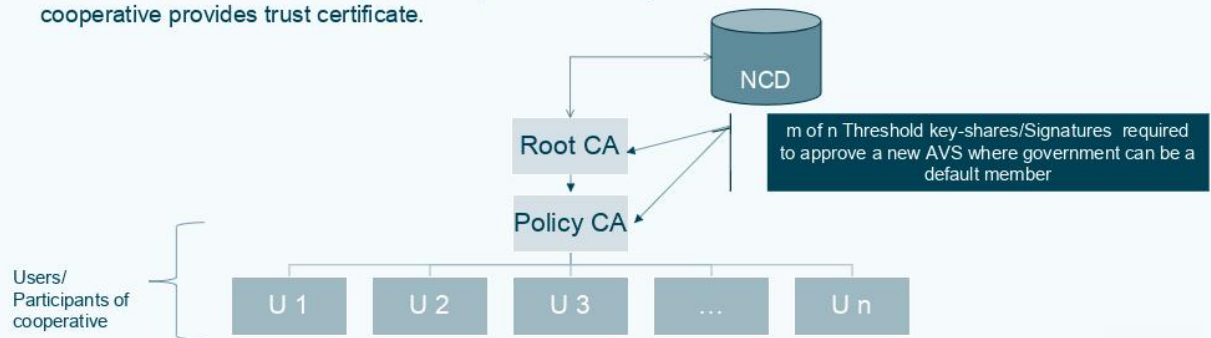 cooperative provides trust certificate.
NCD
m of n Threshold key-shares/Signatures required
to approve a new AVS where government can be a
default member
Root CA
Policy CA
Users/
Participants of
cooperative
U 1
U 2
U 3
...
U n